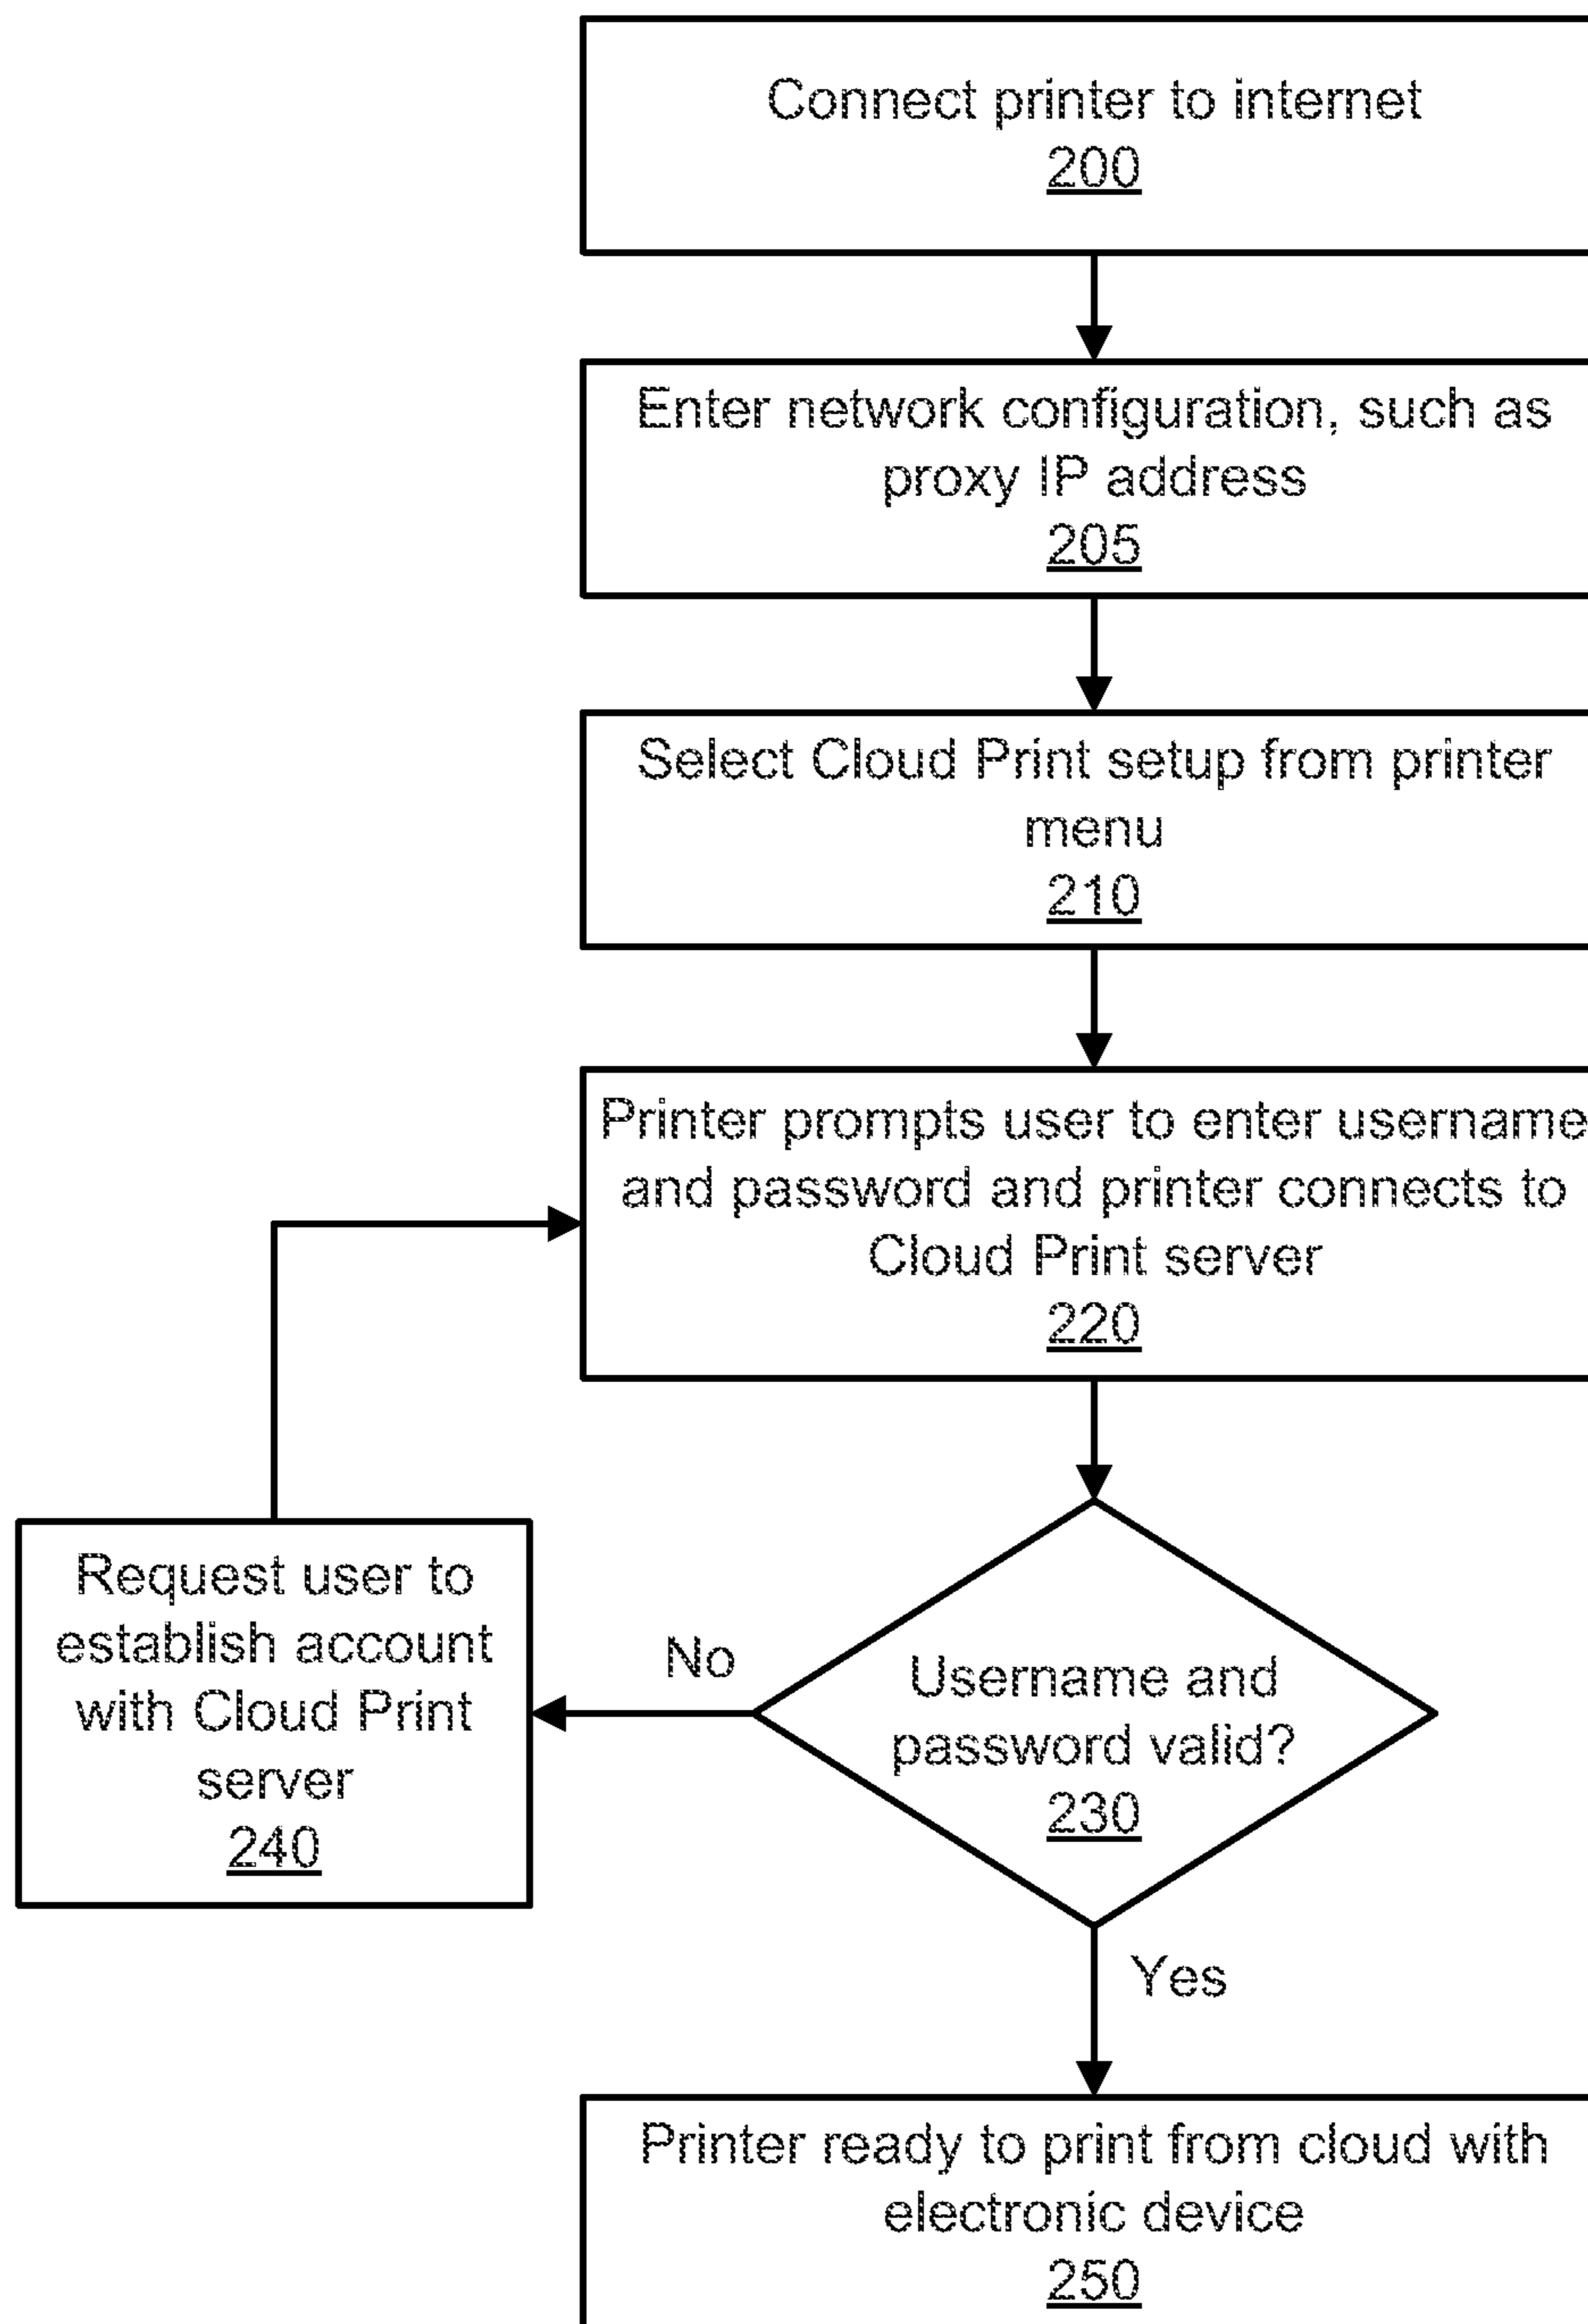 Connect printer to internet
200
Enter network configuration, such as
proxy IP address
205
Select Cloud Print setup from printer
menu
210
Printer prompts user to enter username
and password and printer connects to
Cloud Print server
220
Request user to
establish account
with Cloud Print
server
240
No
Username and
password valid?
230
Yes
Printer ready to print from cloud with
electronic device
250